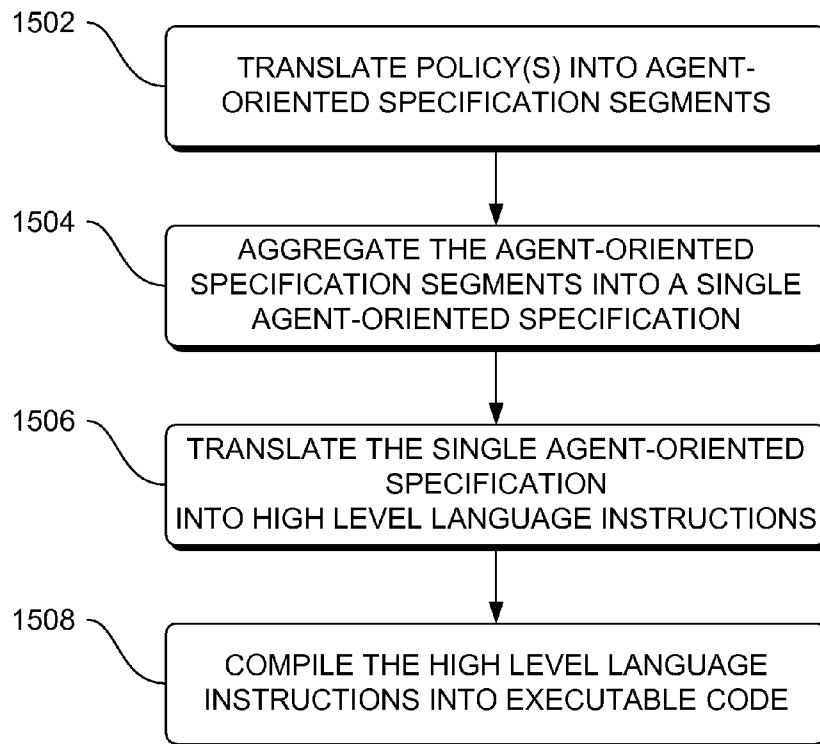 1502
TRANSLATE POLICY(S) INTO AGENT-
ORIENTED SPECIFICATION SEGMENTS
1504
AGGREGATE THE AGENT-ORIENTED
SPECIFICATION SEGMENTS INTO A SINGLE
AGENT-ORIENTED SPECIFICATION
1506
TRANSLATE THE SINGLE AGENT-ORIENTED
SPECIFICATION
INTO HIGH LEVEL LANGUAGE INSTRUCTIONS
1508
COMPILE THE HIGH LEVEL LANGUAGE
INSTRUCTIONS INTO EXECUTABLE CODE